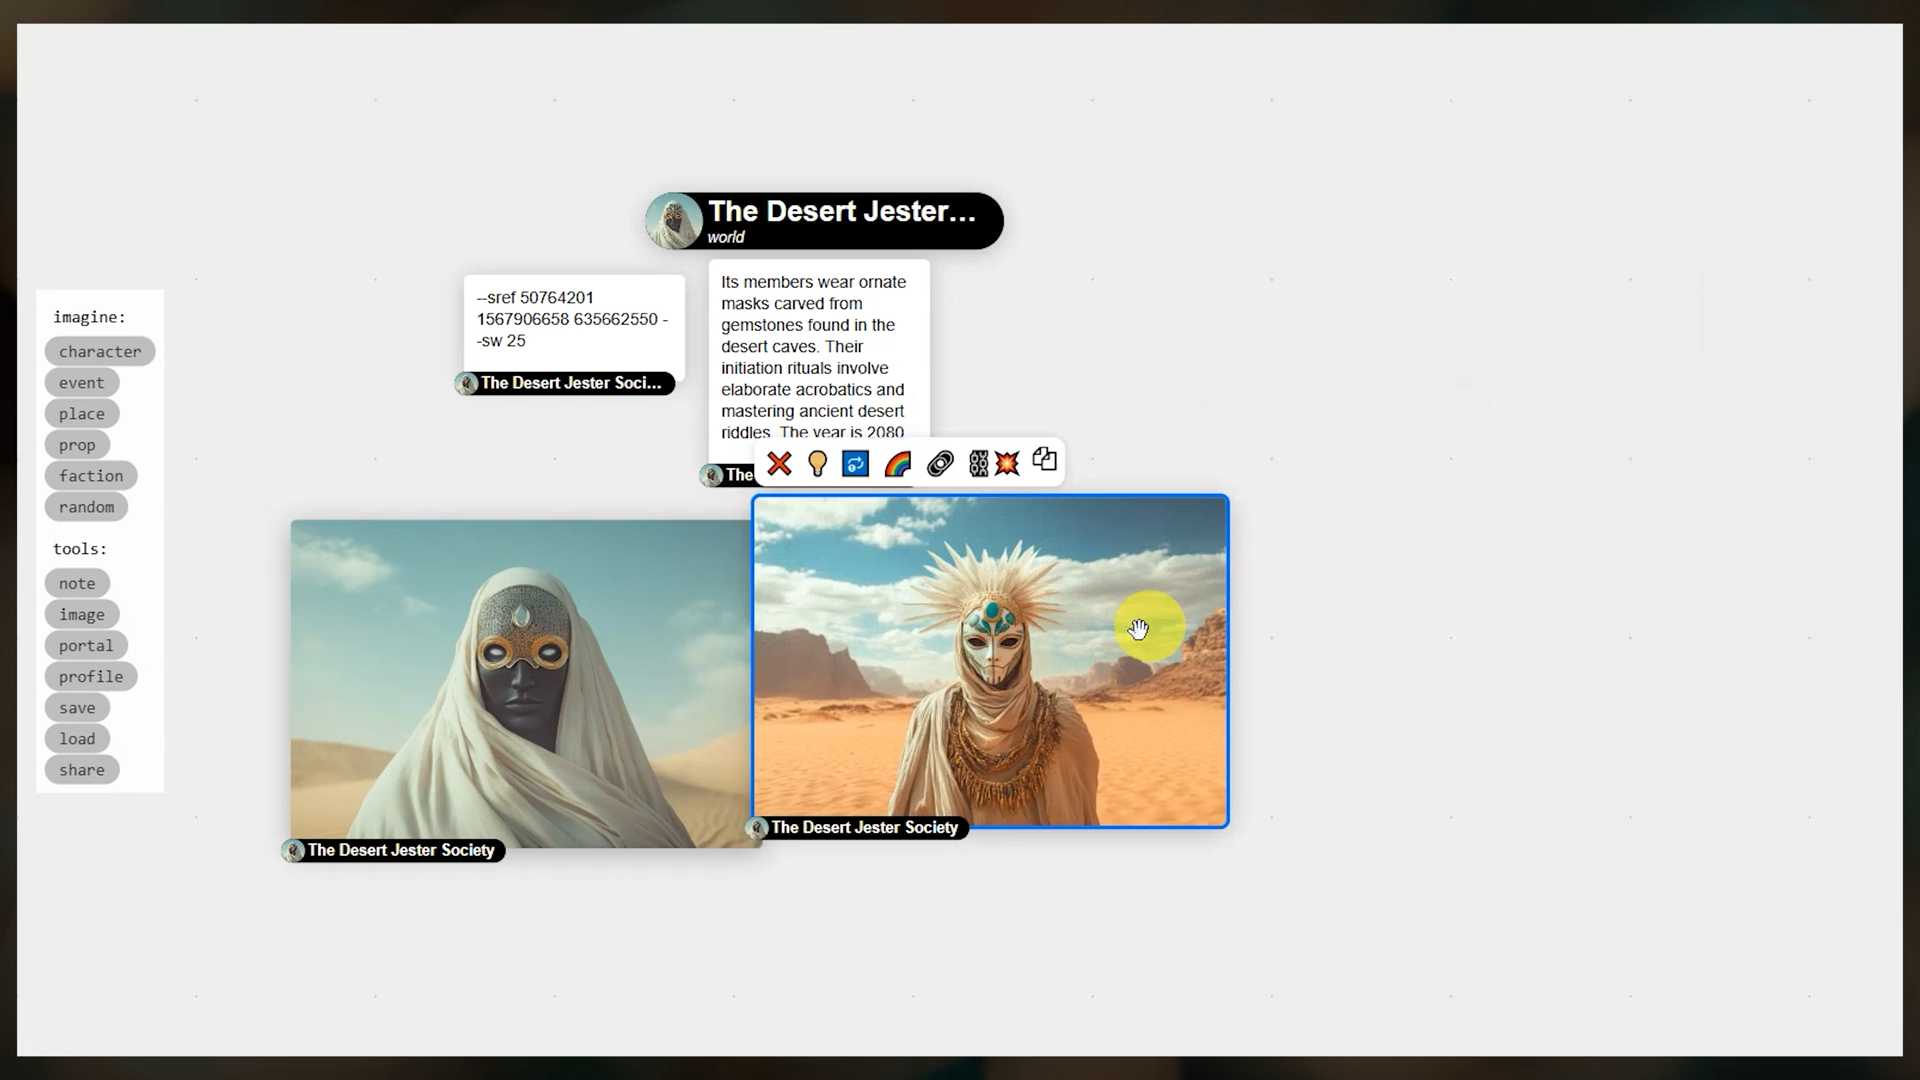 The Desert Jester...
world
--sref 50764201
1567906658 635662550 -
-sw 25
The Desert Jester Soci...
Its members wear ornate
masks carved from
gemstones found in the
desert caves. Their
initiation rituals involve
elaborate acrobatics and
mastering ancient desert
riddles. The year is 2080
The
imagine:
character
event
place
prop
faction
random
tools:
note
image
portal
profile
save
load
share
The Desert Jester Society
The Desert Jester Society